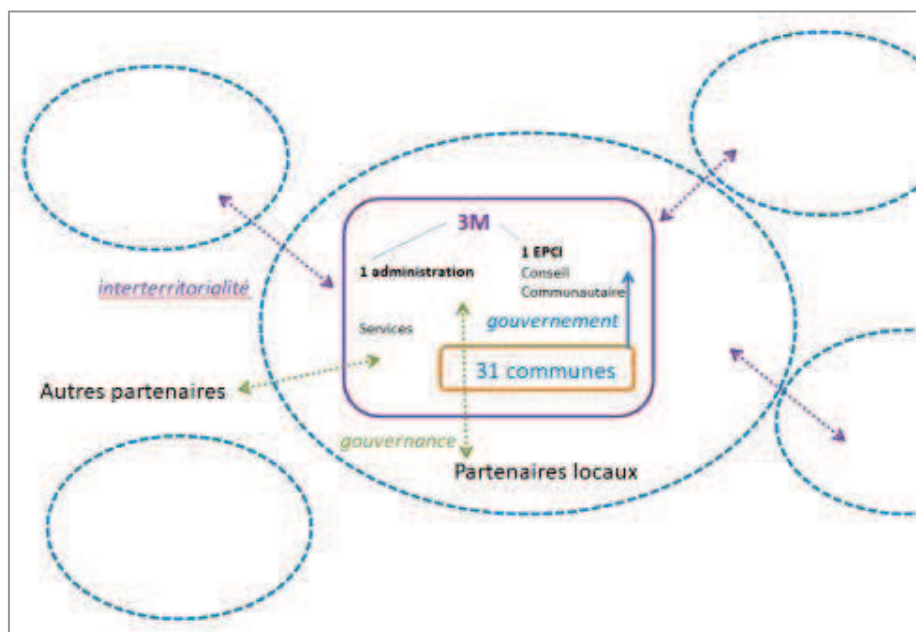 3M
1 administration
1 EPCI
Conseil
Communautaire
interterritorialité
gouvernement
Services
31 communes
Autres partenaires
gouvernance
Partenaires locaux